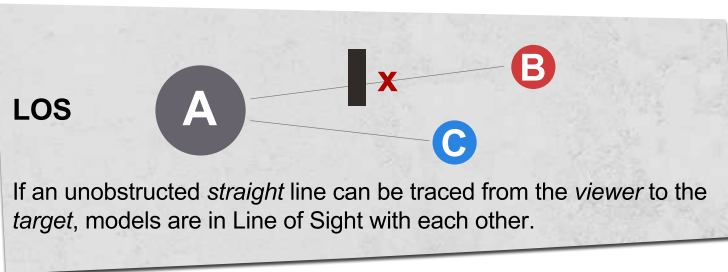 B
x
A
LOS
C
If an unobstructed straight line can be traced from the viewer to the
target, models are in Line of Sight with each other.